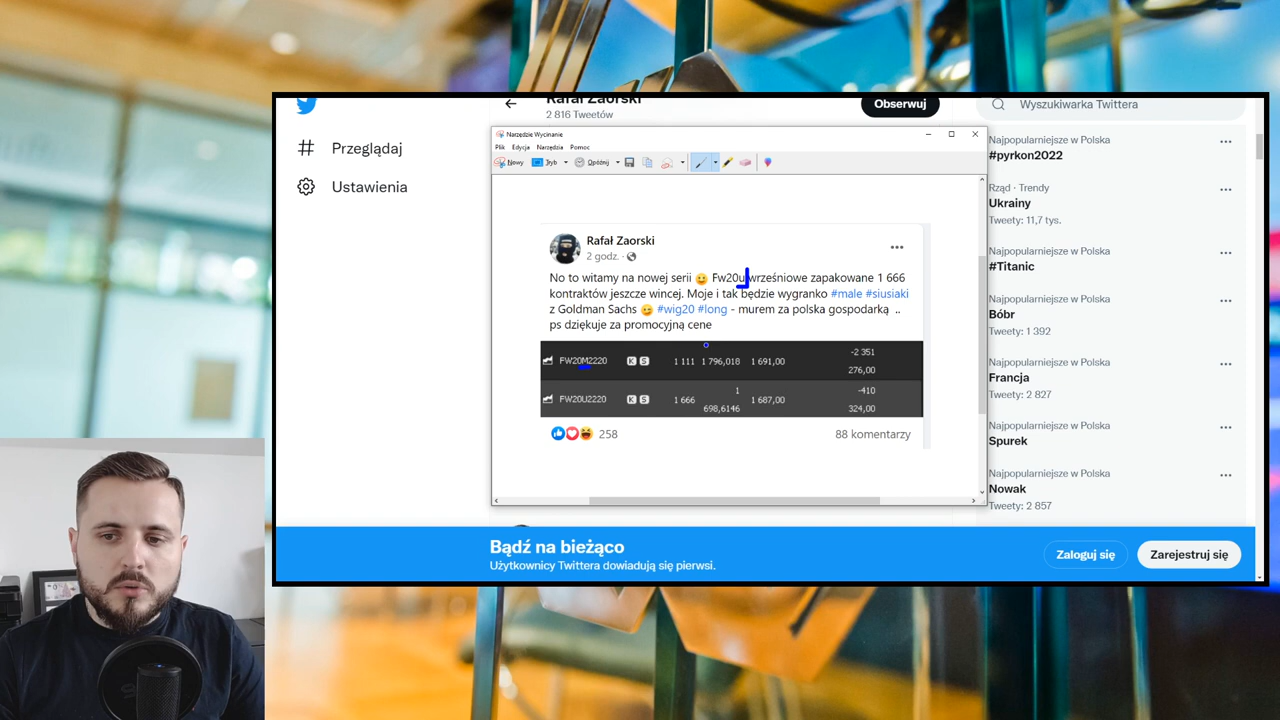 Rafał Zaorski
2 816 Tweetów
Obserwuj
Wyszukiwarka Twittera
Przeglądaj
Ustawienia
Narzędzie Wycinanie
Plik Edycja Narzędzia Pomoc
Nowy Tryb Opóźnij
Rafał Zaorski
2 godz.
No to witamy na nowej serii Fw20u wrześniowe zapakowane 1 666
kontraktów jeszcze wincej. Moje i tak będzie wygranko #male #siusiaki
z Goldman Sachs #wig20 #long - murem za polska gospodarką ..
ps dziękuje za promocyjną cene
FW20M2220 K S 1 111 1 796,018 1 691,00 -2 351
276,00
FW20U2220 K S 1 666 1 698,6146 1 687,00 -410
324,00
258
88 komentarzy
Najpopularniejsze w Polska
#pyrkon2022
Rząd · Trendy
Ukrainy
Tweety: 11,7 tys.
Najpopularniejsze w Polska
#Titanic
Najpopularniejsze w Polska
Bóbr
Tweety: 1 392
Najpopularniejsze w Polska
Francja
Tweety: 2 827
Najpopularniejsze w Polska
Spurek
Najpopularniejsze w Polska
Nowak
Tweety: 2 857
Bądź na bieżąco
Użytkownicy Twittera dowiadują się pierwsi.
Zaloguj się
Zarejestruj się